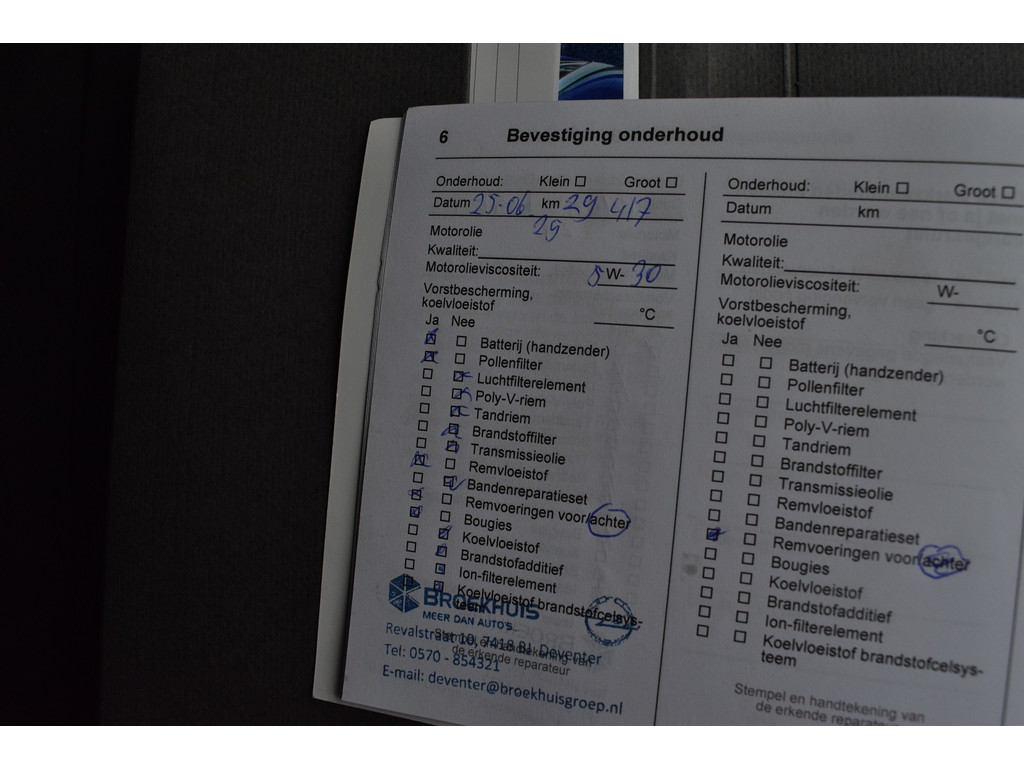 6 Bevestiging onderhoud
Onderhoud: Klein Groot
Datum 25-06 km 29 417
29
Motorolie
Kwaliteit:
Motorolieviscositeit: 5 W- 30
Vorstbescherming,
koelvloeistof °C
Ja Nee
Batterij (handzender)
Pollenfilter
Luchtfilterelement
Poly-V-riem
Tandriem
Brandstoffilter
Transmissieolie
Remvloeistof
Bandenreparatieset
Remvoeringen voor/achter
Bougies
Koelvloeistof
Brandstofadditief
Ion-filterelement
Koelvloeistof brandstofcelsys-
teem
BROEKHUIS
MEER DAN AUTO'S
Revalstraat 10, 7418 BJ Deventer
Stempel en handtekening van
Tel: 0570 - 854321
de erkende reparateur
E-mail: deventer@broekhuisgroep.nl
Onderhoud: Klein Groot
Datum km
Motorolie
Kwaliteit:
Motorolieviscositeit: W-
Vorstbescherming,
koelvloeistof °C
Ja Nee
Batterij (handzender)
Pollenfilter
Luchtfilterelement
Poly-V-riem
Tandriem
Brandstoffilter
Transmissieolie
Remvloeistof
Bandenreparatieset
Remvoeringen voor/achter
Bougies
Koelvloeistof
Brandstofadditief
Ion-filterelement
Koelvloeistof brandstofcelsys-
teem
Stempel en handtekening van
de erkende reparateur